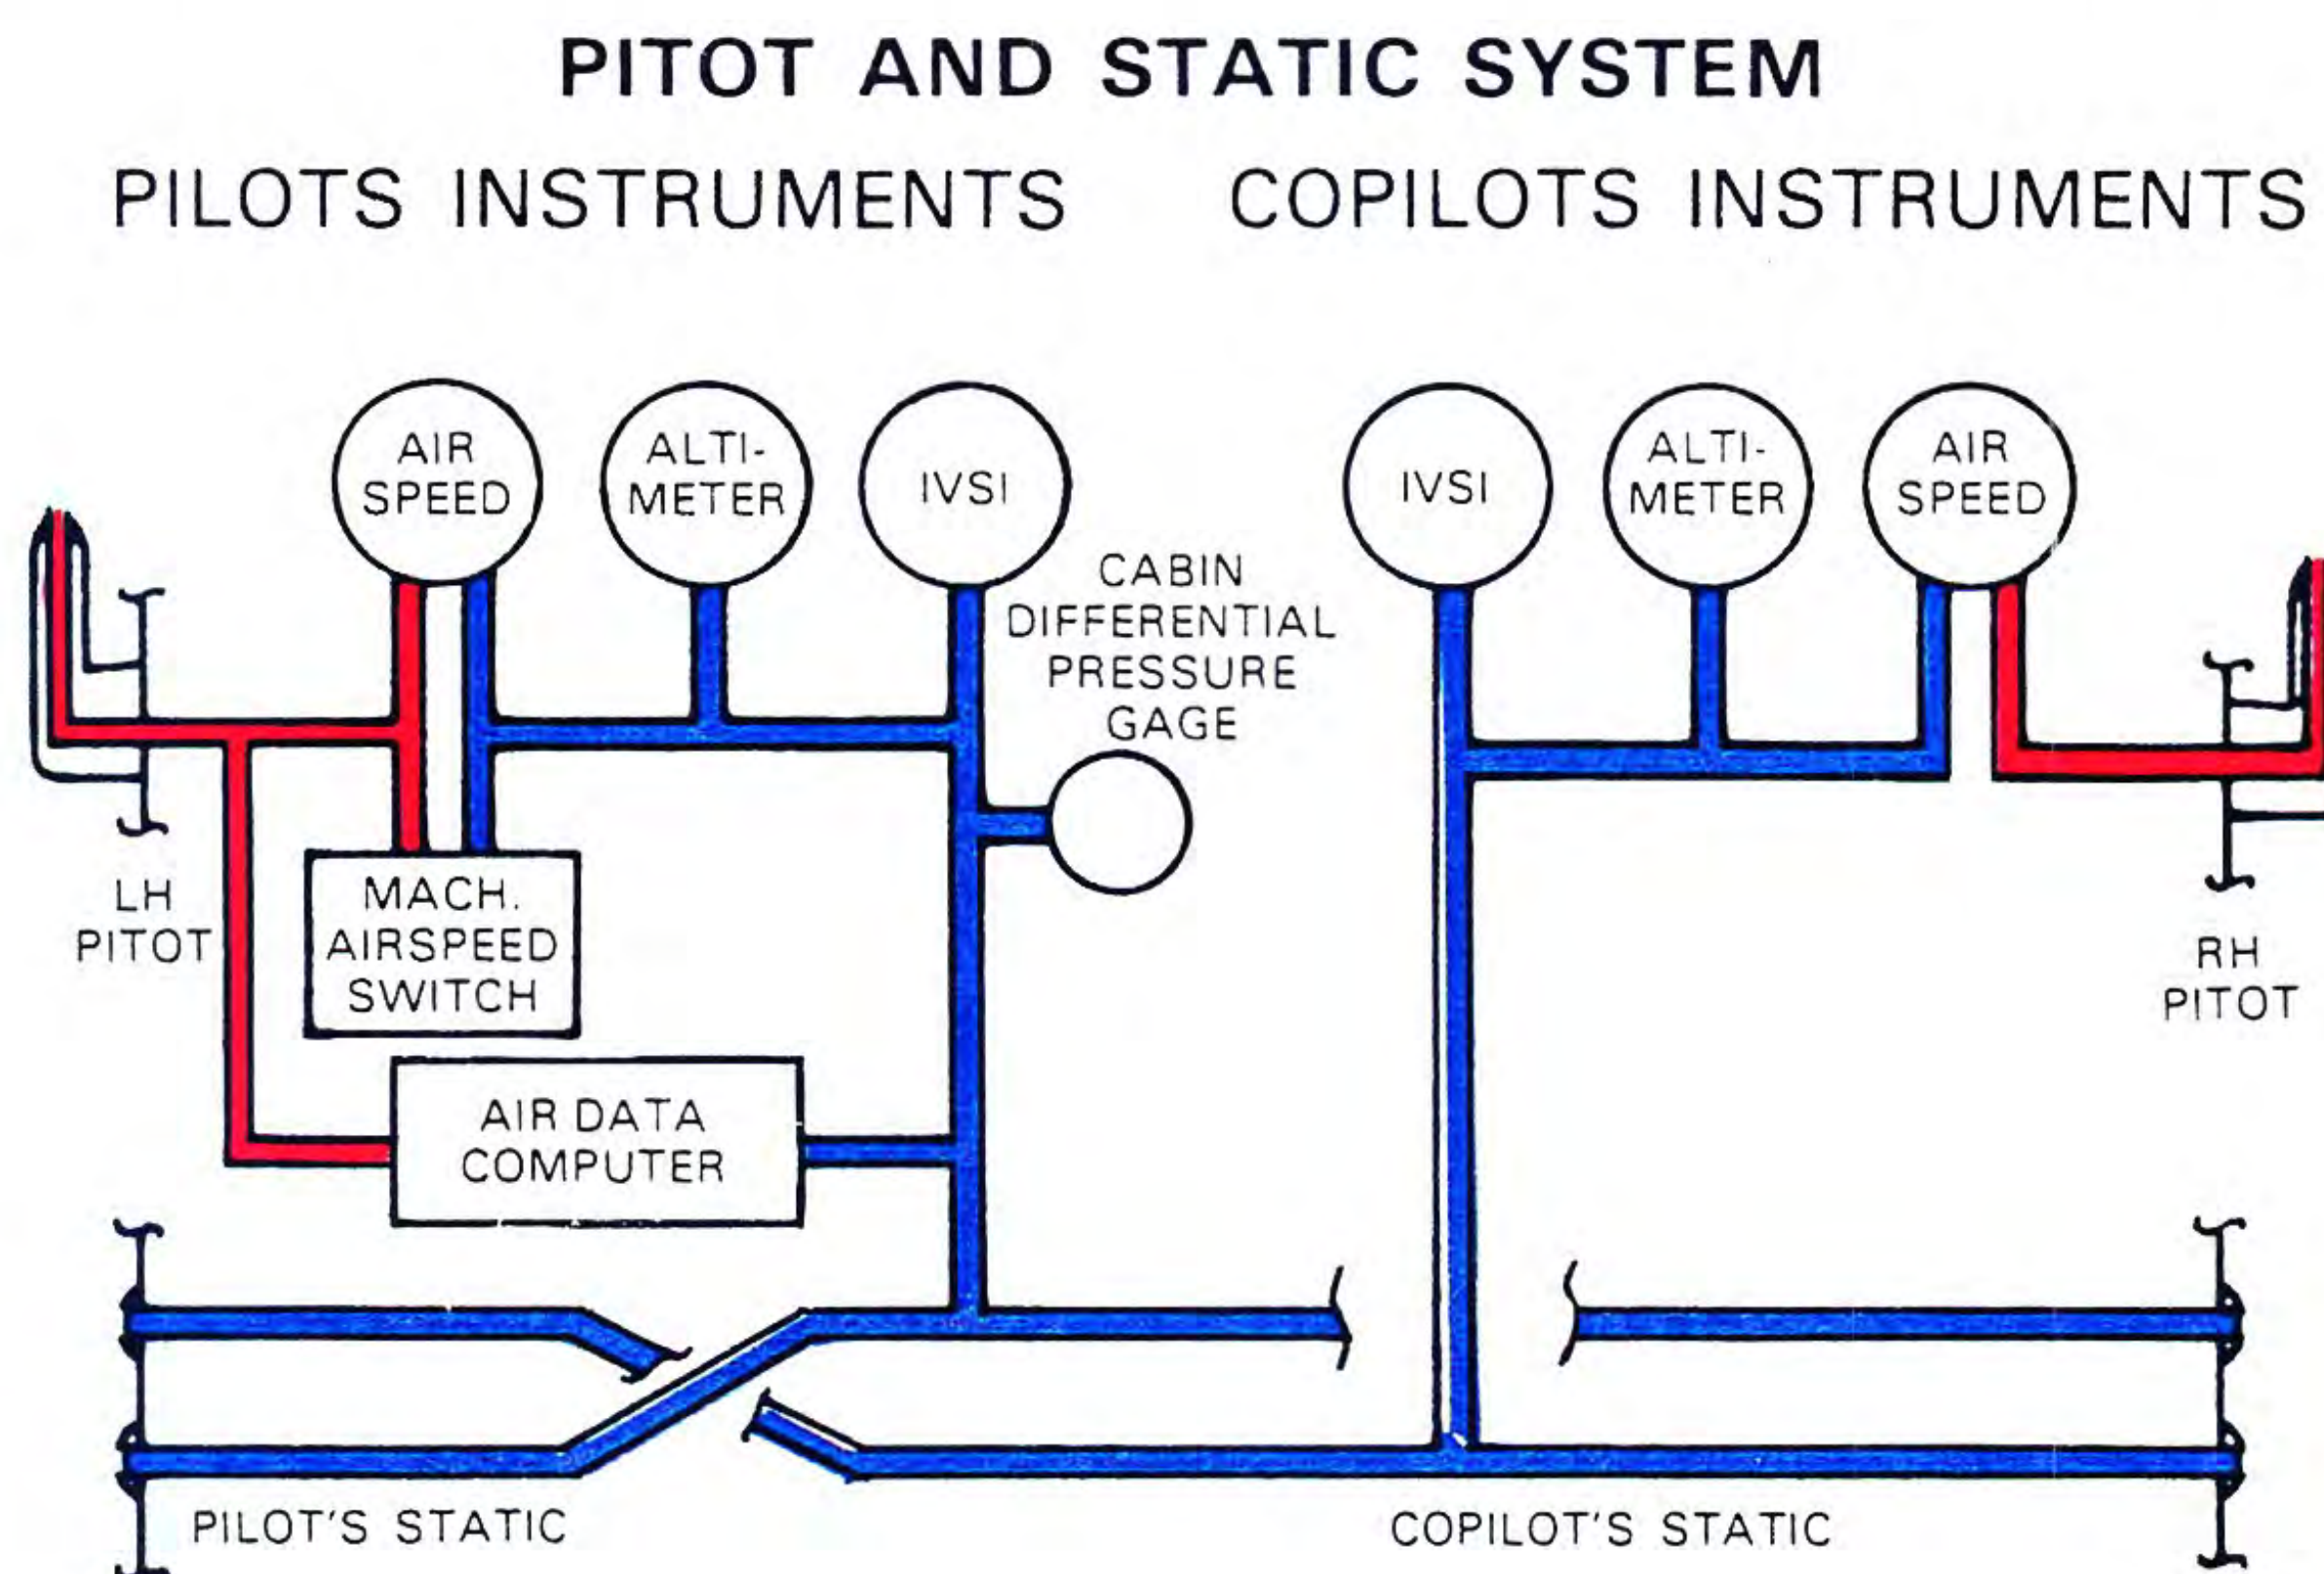 PITOT AND STATIC SYSTEM
PILOTS INSTRUMENTS
COPILOTS INSTRUMENTS
AIR
SPEED
ALTI-
METER
IVSI
IVSI
ALTI-
METER
AIR
SPEED
CABIN
DIFFERENTIAL
PRESSURE
GAGE
LH
PITOT
MACH.
AIRSPEED
SWITCH
RH
PITOT
AIR DATA
COMPUTER
PILOT'S STATIC
COPILOT'S STATIC